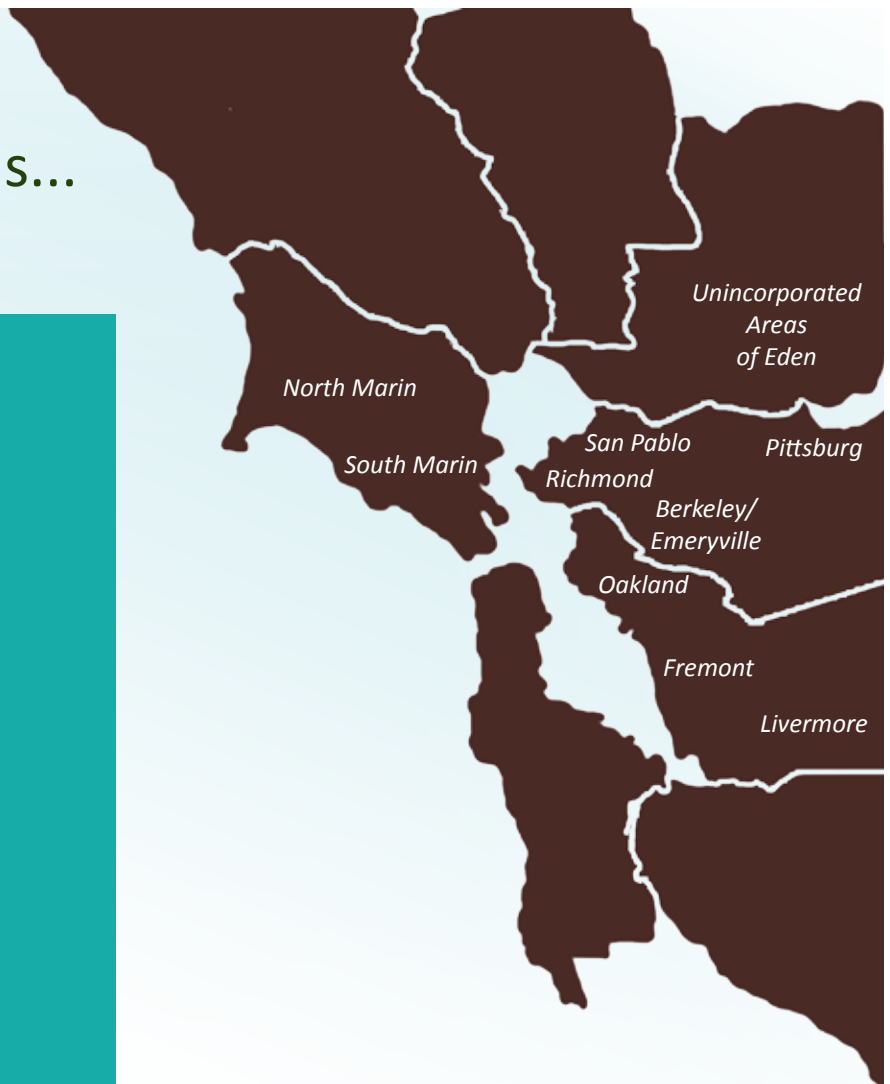 s...
Unincorporated
Areas
of Eden
North Marin
South Marin
San Pablo
Pittsburg
Richmond
Berkeley/
Emeryville
Oakland
Fremont
Livermore